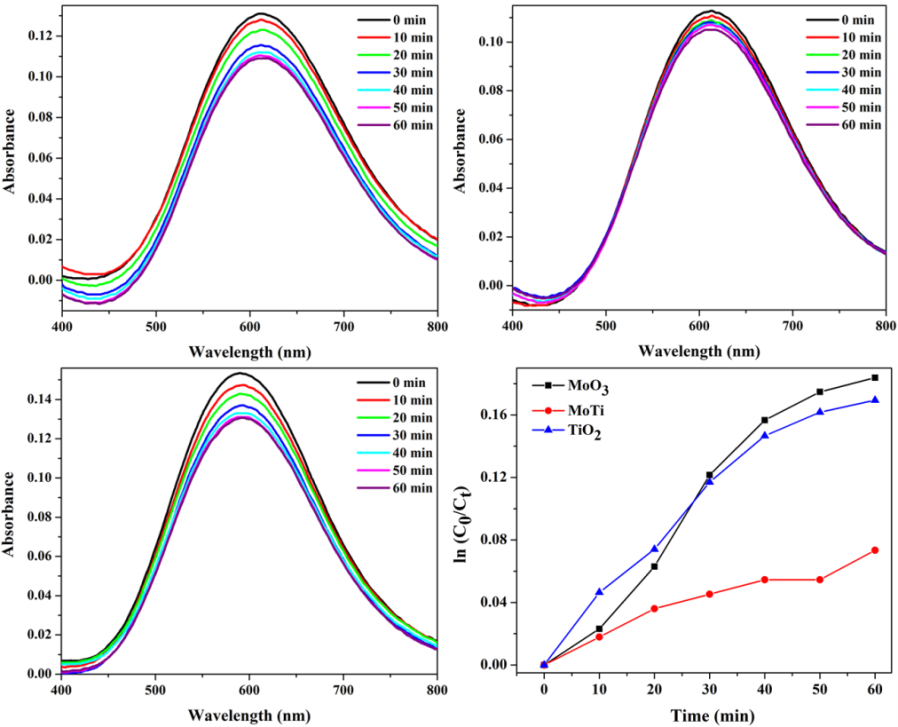 0.12
0.10
0.08
0.06
0.04
0.02
0.00
400
500
600
700
800
Absorbance
Wavelength (nm)
0 min
10 min
20 min
30 min
40 min
50 min
60 min
0.10
0.08
0.06
0.04
0.02
0.00
400
500
600
700
800
Absorbance
Wavelength (nm)
0 min
10 min
20 min
30 min
40 min
50 min
60 min
0.14
0.12
0.10
0.08
0.06
0.04
0.02
0.00
400
500
600
700
800
Absorbance
Wavelength (nm)
0 min
10 min
20 min
30 min
40 min
50 min
60 min
0.16
0.12
0.08
0.04
0.00
0
10
20
30
40
50
60
ln (C₀/Cₜ)
Time (min)
MoO₃
MoTi
TiO₂